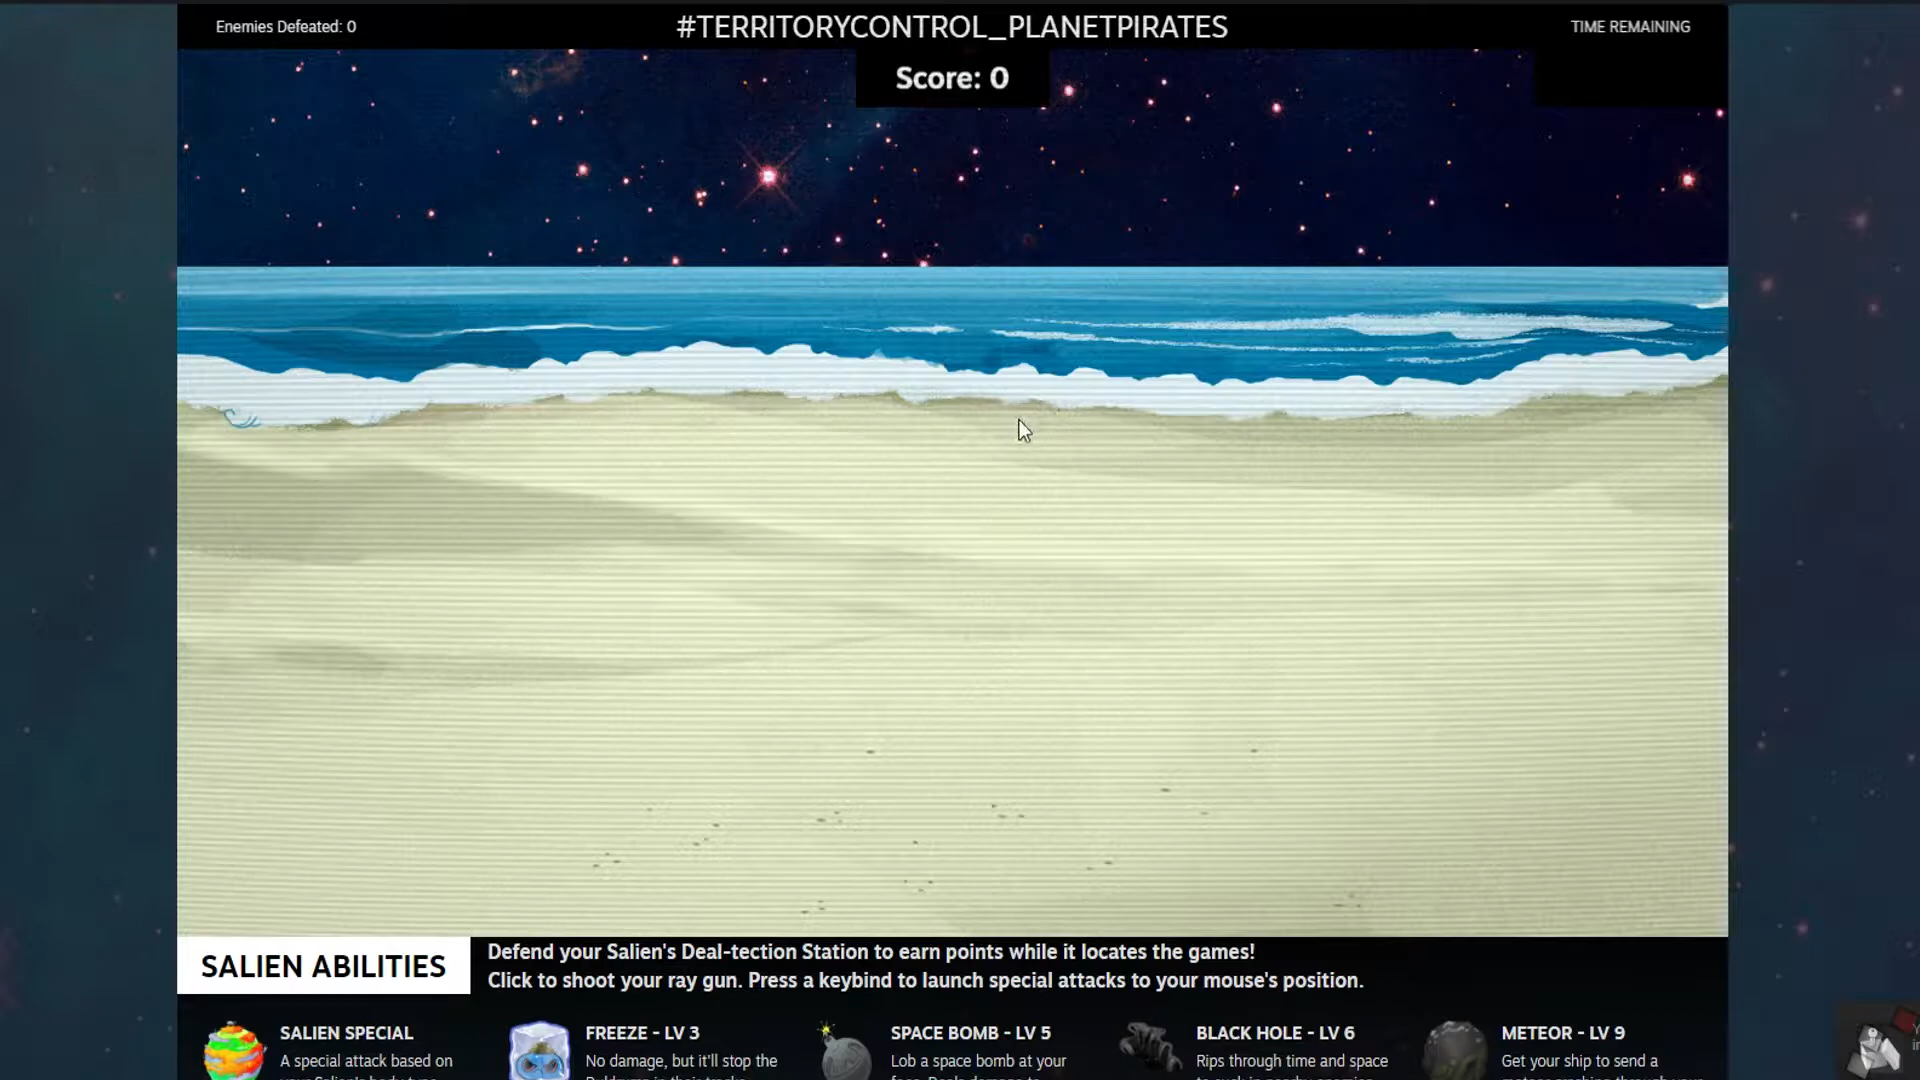 Enemies Defeated: 0
#TERRITORYCONTROL_PLANETPIRATES
TIME REMAINING
Score: 0
SALIEN ABILITIES
Defend your Salien's Deal-tection Station to earn points while it locates the games!
Click to shoot your ray gun. Press a keybind to launch special attacks to your mouse's position.
SALIEN SPECIAL
A special attack based on
FREEZE - LV 3
No damage, but it'll stop the
SPACE BOMB - LV 5
Lob a space bomb at your
BLACK HOLE - LV 6
Rips through time and space
METEOR - LV 9
Get your ship to send a